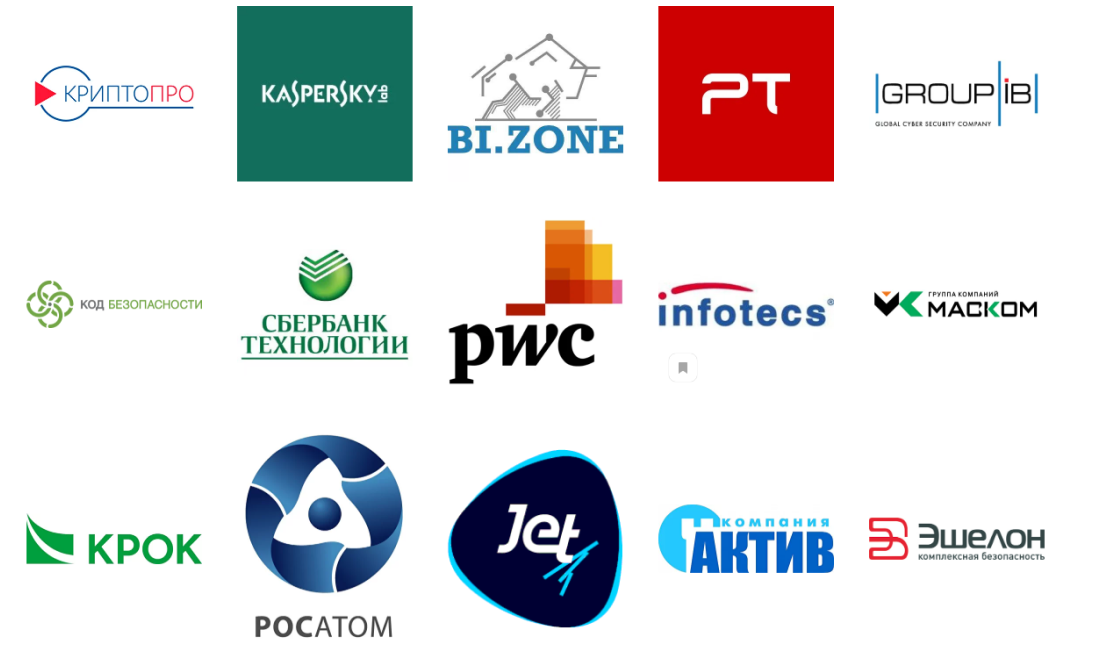 КРИПТОПРО
KASPERSKY lab
BI.ZONE
PT
GROUP iB
GLOBAL CYBER SECURITY COMPANY
КОД БЕЗОПАСНОСТИ
СБЕРБАНК
ТЕХНОЛОГИИ
pwc
infotecs®
ГРУППА КОМПАНИЙ
МАСКОМ
КРОК
РОСАТОМ
Jet
компания
АКТИВ
Эшелон
комплексная безопасность